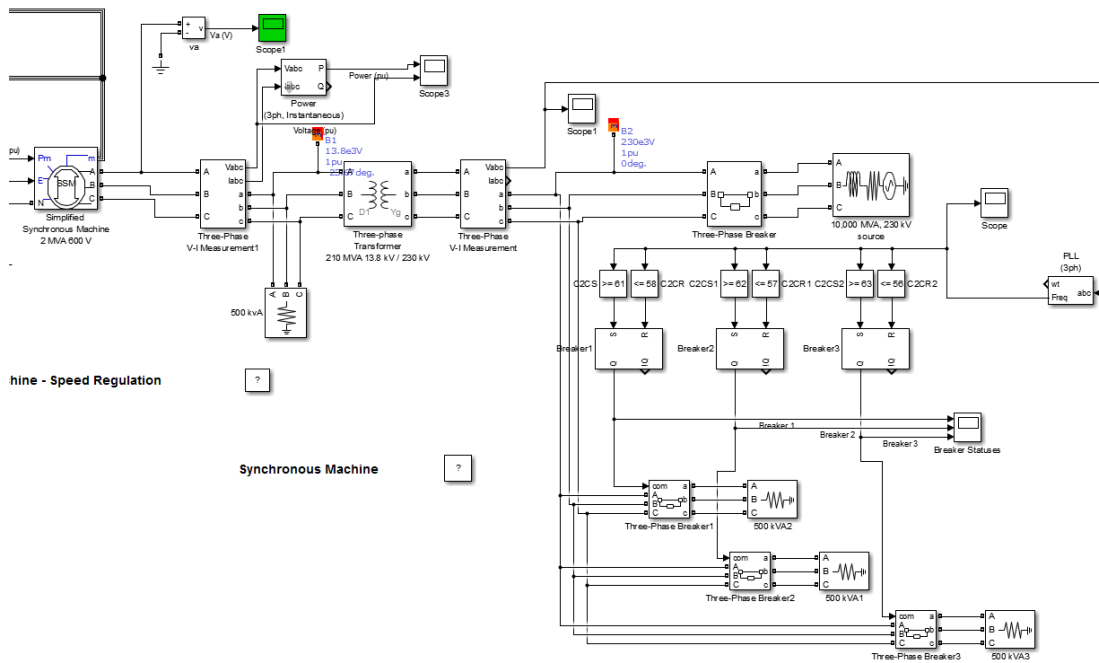 +
-
v
va
Va (V)
Scope1
Vabc
Iabc
P
Q
Power
(3ph, Instantaneous)
Power (pu)
Scope3
Voltage (pu)
B1
13.8e3V
1pu
pu)
Pm
E
N
m
SSM
A
B
C
Simplified
Synchronous Machine
2 MVA 600 V
A
B
C
Vabc
Iabc
a
b
c
Three-Phase
V-I Measurement1
A
B
C
a
b
c
D1
Yg
Three-phase
Transformer
210 MVA 13.8 kV / 230 kV
A
B
C
Vabc
Iabc
a
b
c
Three-Phase
V-I Measurement
Scope1
B2
230e3V
1pu
0deg.
A
B
C
a
b
c
Three-Phase Breaker
A
B
C
10,000 MVA, 230 kV
source
Scope
PLL
(3ph)
wt
Freq
abc
A B C
500 kvA
C2CS
>= 61
<= 58
C2CR
C2CS1
>= 62
<= 57
C2CR1
C2CS2
>= 63
<= 56
C2CR2
S R
Q !Q
Breaker1
S R
Q !Q
Breaker2
S R
Q !Q
Breaker3
hine - Speed Regulation
?
Breaker 1
Breaker 2
Breaker 3
Breaker Statuses
Synchronous Machine
?
com
A
B
C
a
b
c
Three-Phase Breaker1
A
B
C
500 kVA2
com
A
B
C
a
b
c
Three-Phase Breaker2
A
B
C
500 kVA1
com
A
B
C
a
b
c
Three-Phase Breaker3
A
B
C
500 kVA3